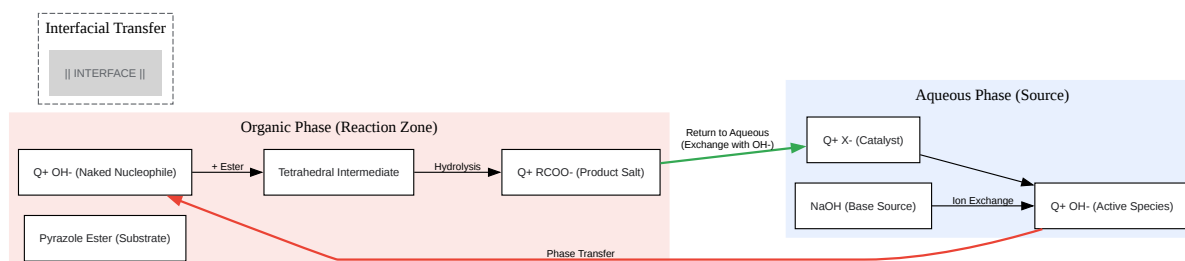 Interfacial Transfer
|| INTERFACE ||
Organic Phase (Reaction Zone)
Q+ OH- (Naked Nucleophile)
+ Ester
Tetrahedral Intermediate
Hydrolysis
Q+ RCOO- (Product Salt)
Pyrazole Ester (Substrate)
Return to Aqueous
(Exchange with OH-)
Aqueous Phase (Source)
Q+ X- (Catalyst)
NaOH (Base Source)
Ion Exchange
Q+ OH- (Active Species)
Phase Transfer